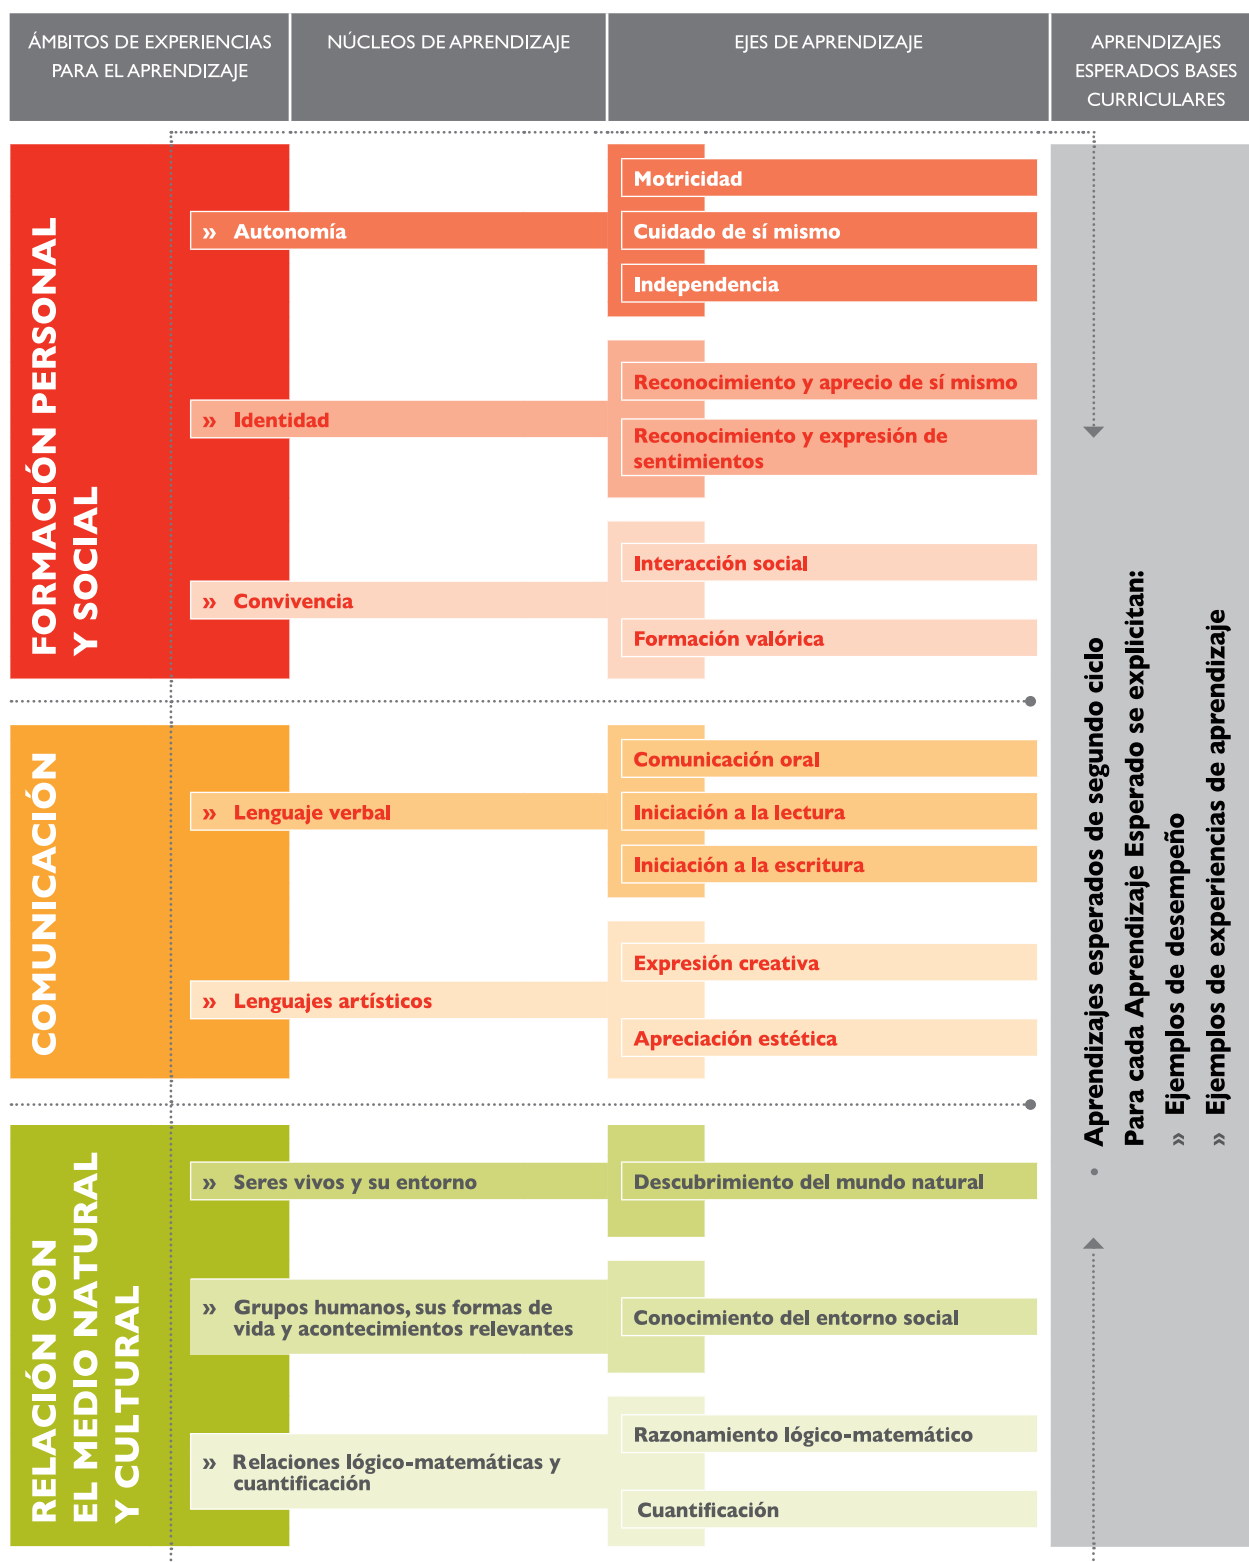 ÁMBITOS DE EXPERIENCIAS
PARA EL APRENDIZAJE
NÚCLEOS DE APRENDIZAJE
EJES DE APRENDIZAJE
APRENDIZAJES
ESPERADOS BASES
CURRICULARES
FORMACIÓN PERSONAL
Y SOCIAL
» Autonomía
Motricidad
Cuidado de sí mismo
Independencia
» Identidad
Reconocimiento y aprecio de sí mismo
Reconocimiento y expresión de
sentimientos
» Convivencia
Interacción social
Formación valórica
COMUNICACIÓN
» Lenguaje verbal
Comunicación oral
Iniciación a la lectura
Iniciación a la escritura
» Lenguajes artísticos
Expresión creativa
Apreciación estética
RELACIÓN CON
EL MEDIO NATURAL
Y CULTURAL
» Seres vivos y su entorno
Descubrimiento del mundo natural
» Grupos humanos, sus formas de
vida y acontecimientos relevantes
Conocimiento del entorno social
» Relaciones lógico-matemáticas y
cuantificación
Razonamiento lógico-matemático
Cuantificación
• Aprendizajes esperados de segundo ciclo
Para cada Aprendizaje Esperado se explicitan:
» Ejemplos de desempeño
» Ejemplos de experiencias de aprendizaje